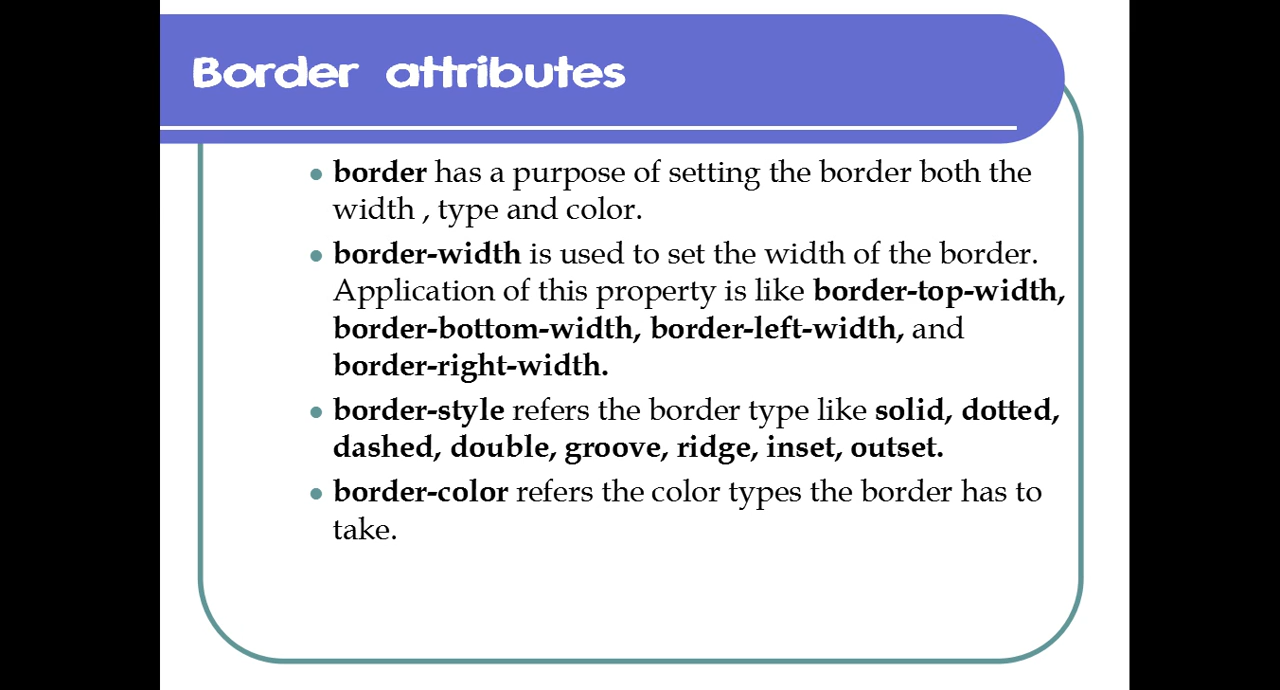 Border attributes
border has a purpose of setting the border both the
width , type and color.
border-width is used to set the width of the border.
Application of this property is like border-top-width,
border-bottom-width, border-left-width, and
border-right-width.
border-style refers the border type like solid, dotted,
dashed, double, groove, ridge, inset, outset.
border-color refers the color types the border has to
take.